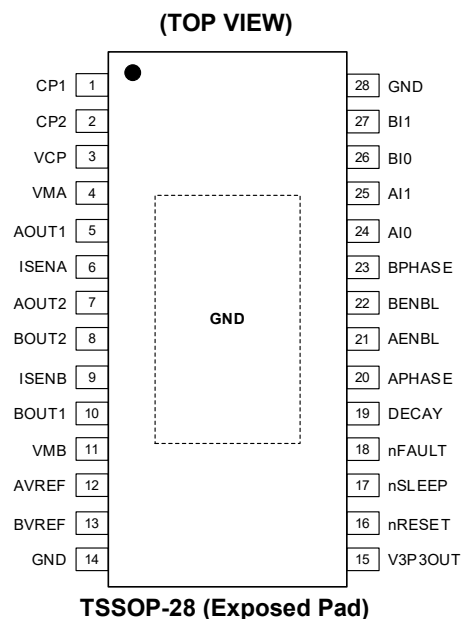 (TOP VIEW)
CP1 1 28 GND
CP2 2 27 BI1
VCP 3 26 BI0
VMA 4 25 AI1
AOUT1 5 24 AI0
ISENA 6 23 BPHASE
AOUT2 7 22 BENBL
GND
BOUT2 8 21 AENBL
ISENB 9 20 APHASE
BOUT1 10 19 DECAY
VMB 11 18 nFAULT
AVREF 12 17 nSLEEP
BVREF 13 16 nRESET
GND 14 15 V3P3OUT
TSSOP-28 (Exposed Pad)